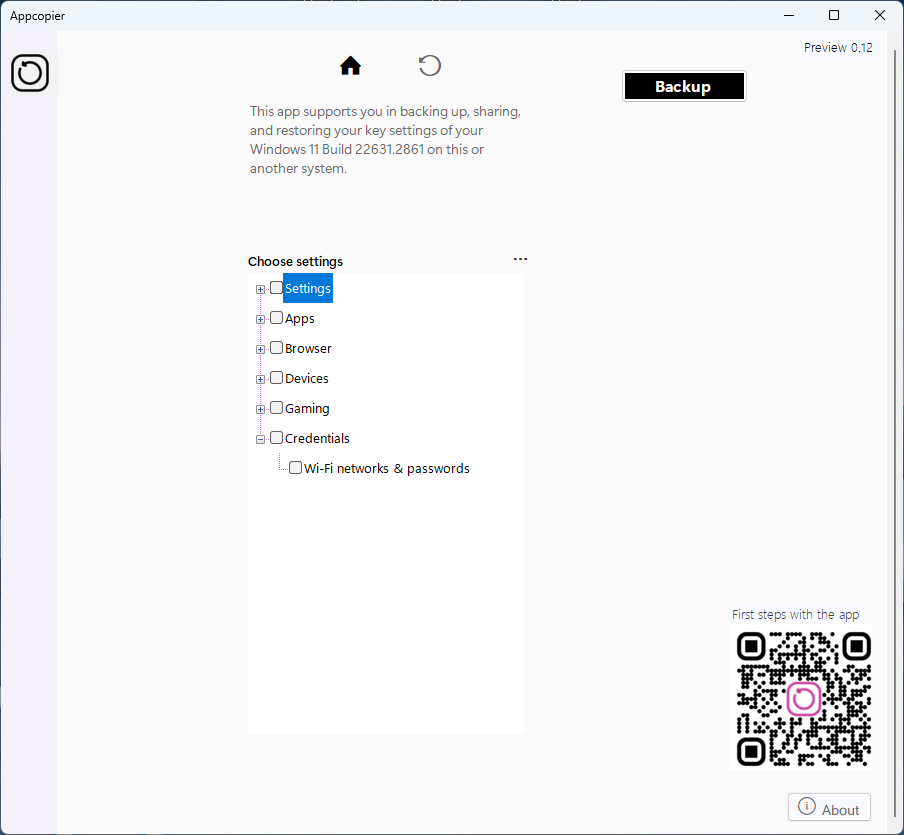 Appcopier
Preview 0.12
Backup
This app supports you in backing up, sharing,
and restoring your key settings of your
Windows 11 Build 22631.2861 on this or
another system.
Choose settings
...
Settings
Apps
Browser
Devices
Gaming
Credentials
Wi-Fi networks & passwords
First steps with the app
About